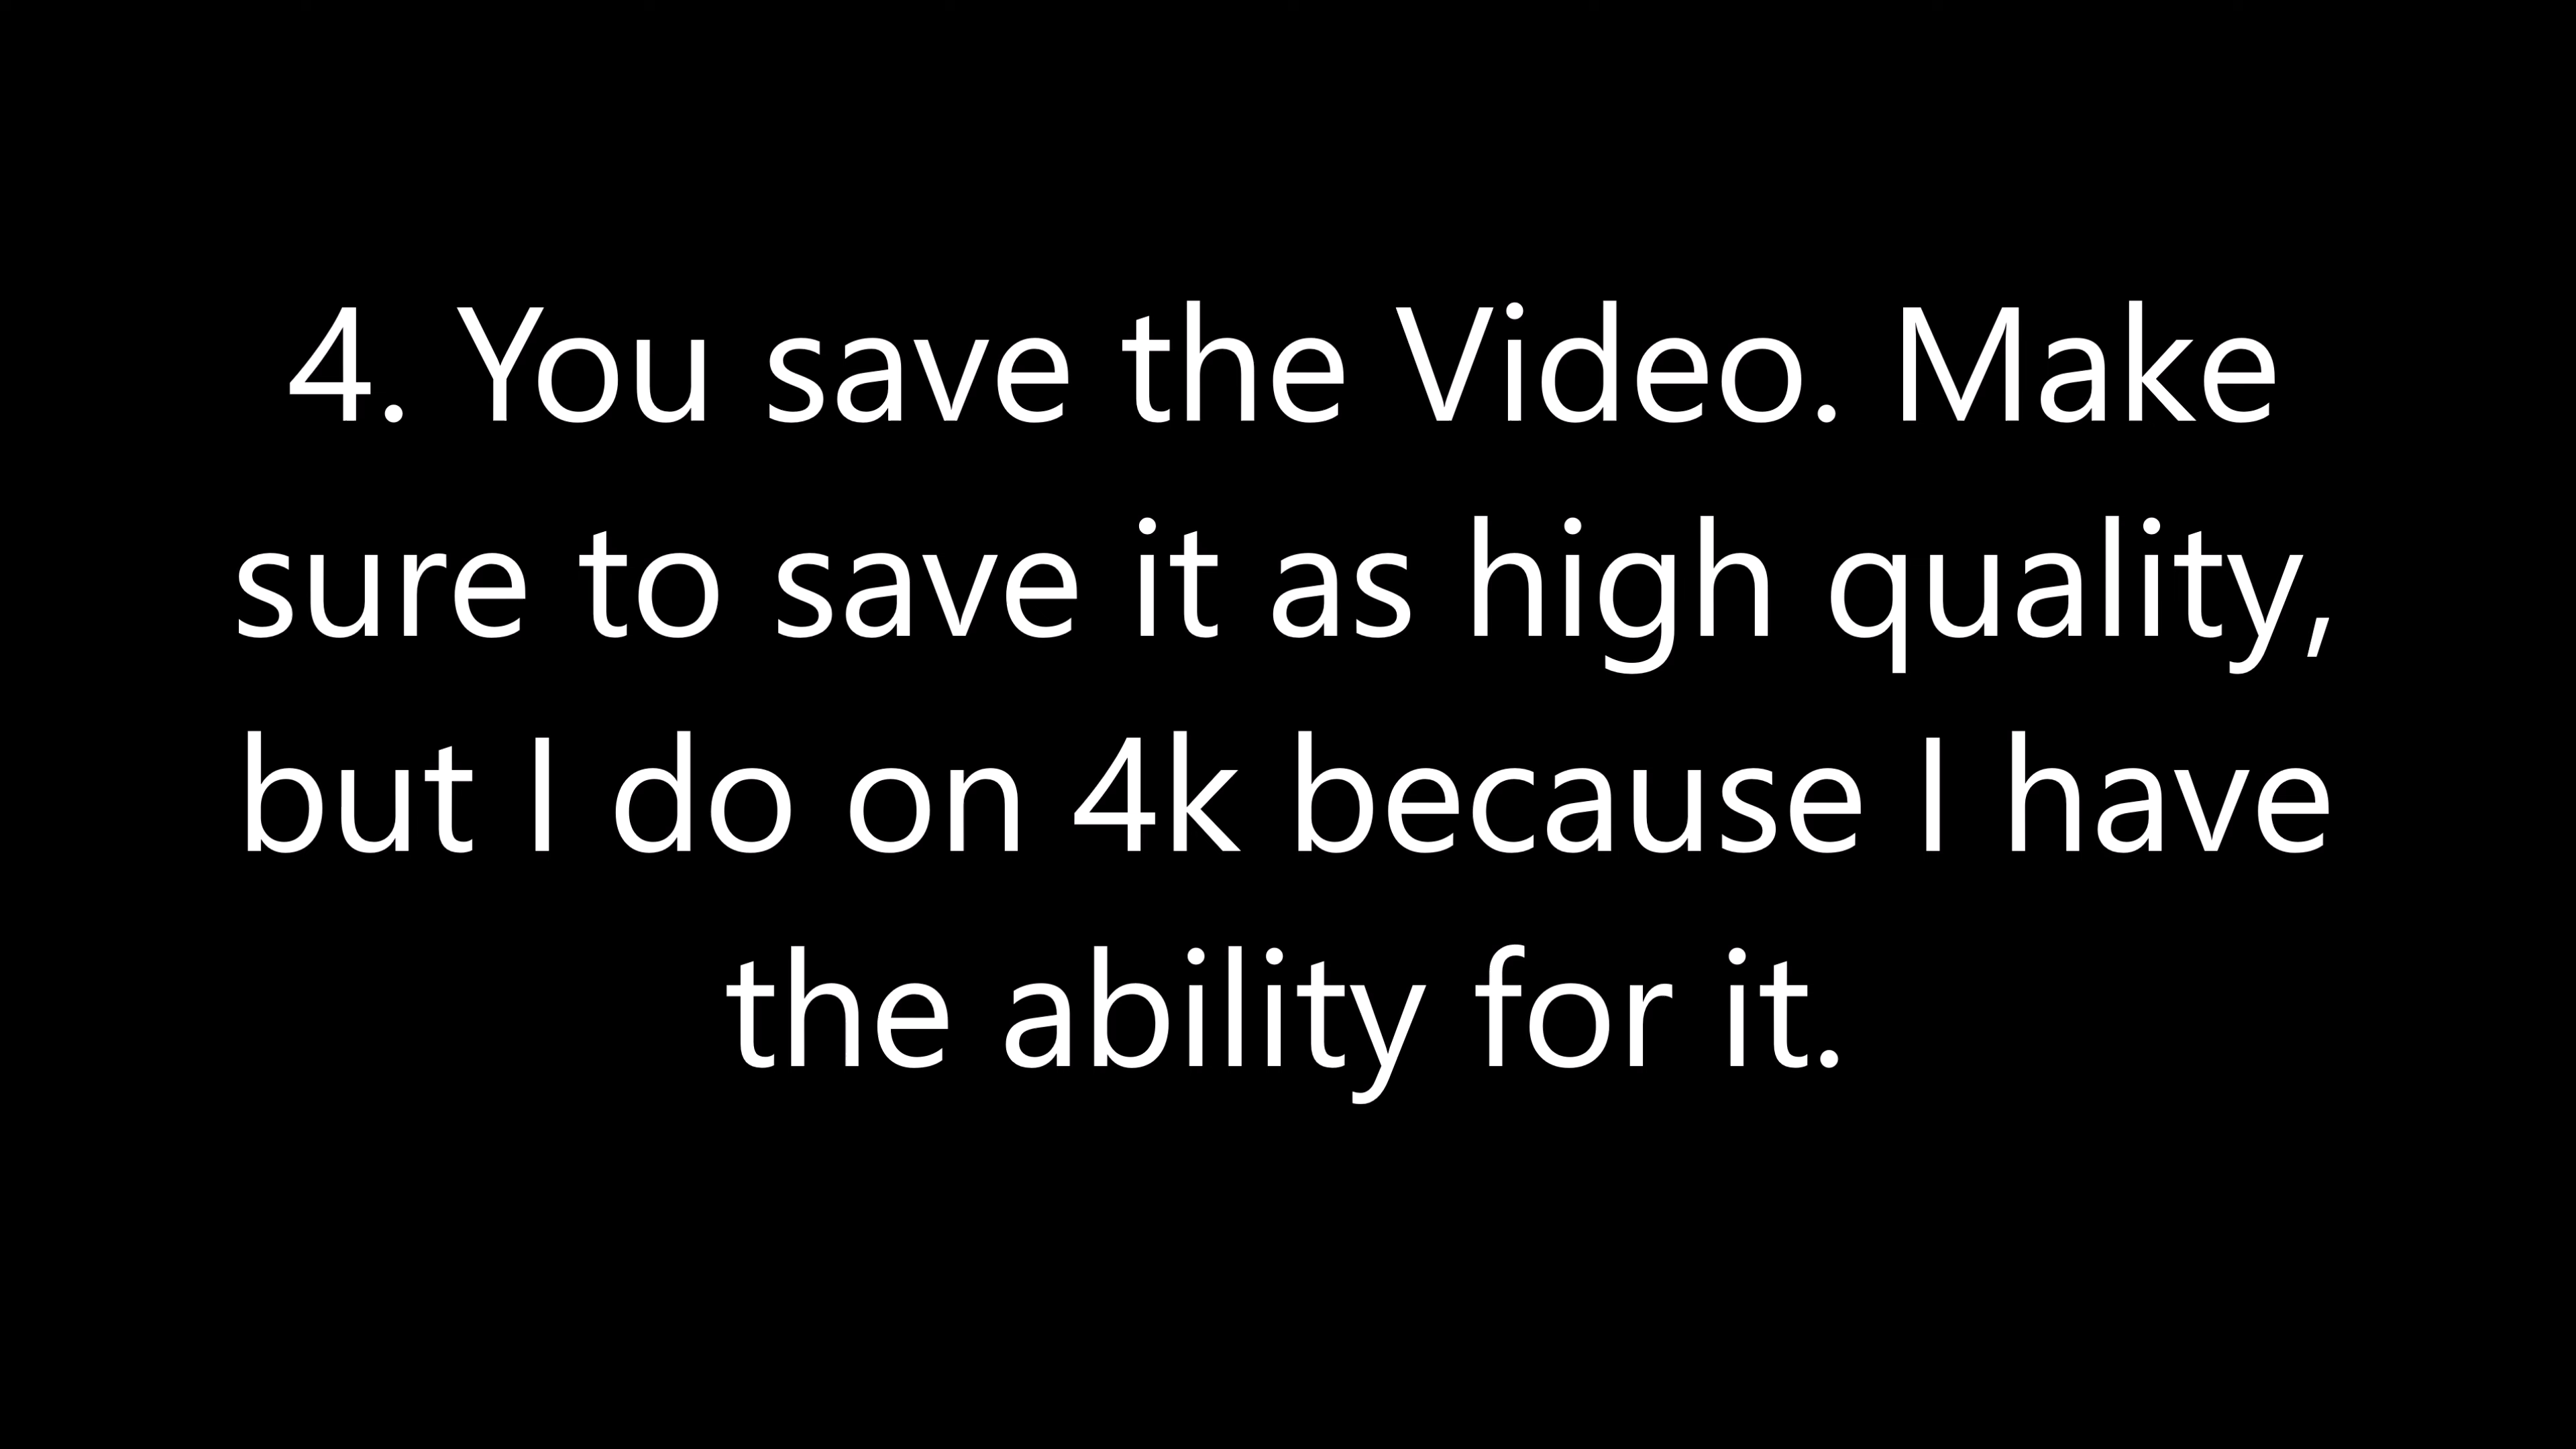 4. You save the Video. Make
sure to save it as high quality,
but I do on 4k because I have
the ability for it.